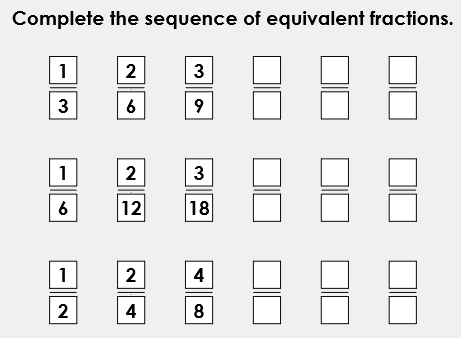 Complete the sequence of equivalent fractions.
1 2 3
3 6 9
1 2 3
6 12 18
1 2 4
2 4 8